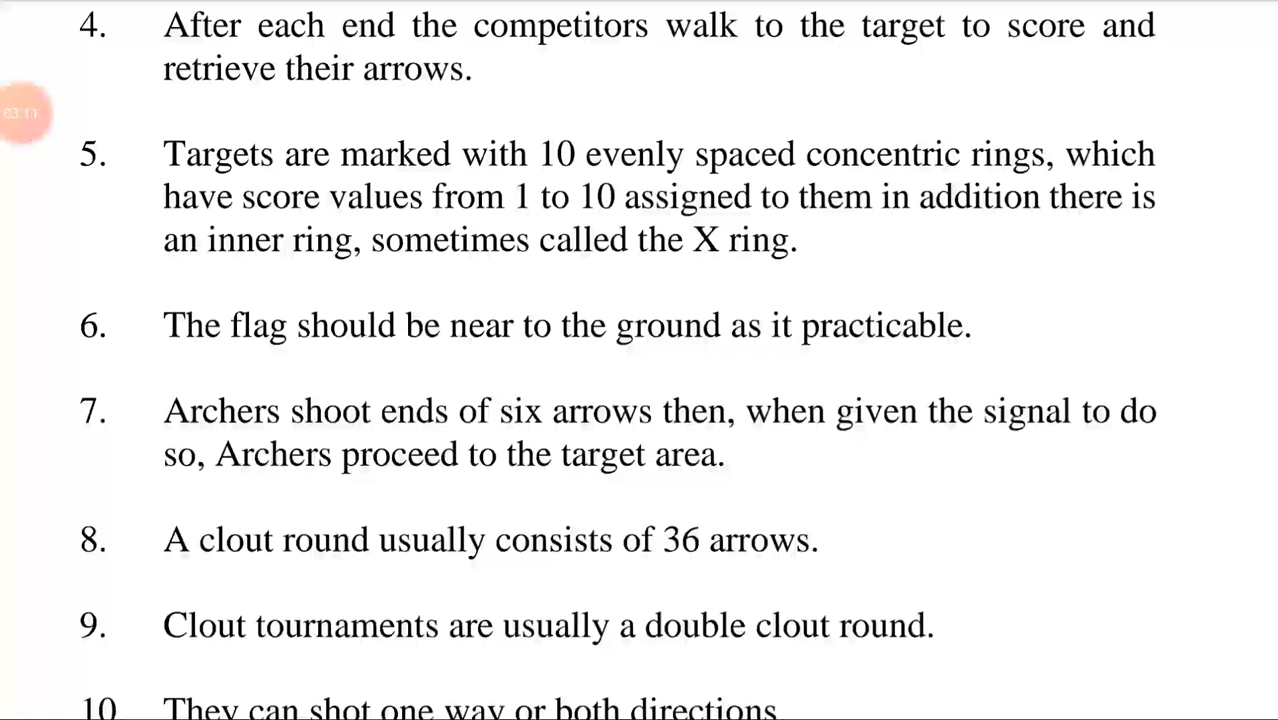 4. After each end the competitors walk to the target to score and
retrieve their arrows.
03:11
5. Targets are marked with 10 evenly spaced concentric rings, which
have score values from 1 to 10 assigned to them in addition there is
an inner ring, sometimes called the X ring.
6. The flag should be near to the ground as it practicable.
7. Archers shoot ends of six arrows then, when given the signal to do
so, Archers proceed to the target area.
8. A clout round usually consists of 36 arrows.
9. Clout tournaments are usually a double clout round.
10 They can shot one way or both directions